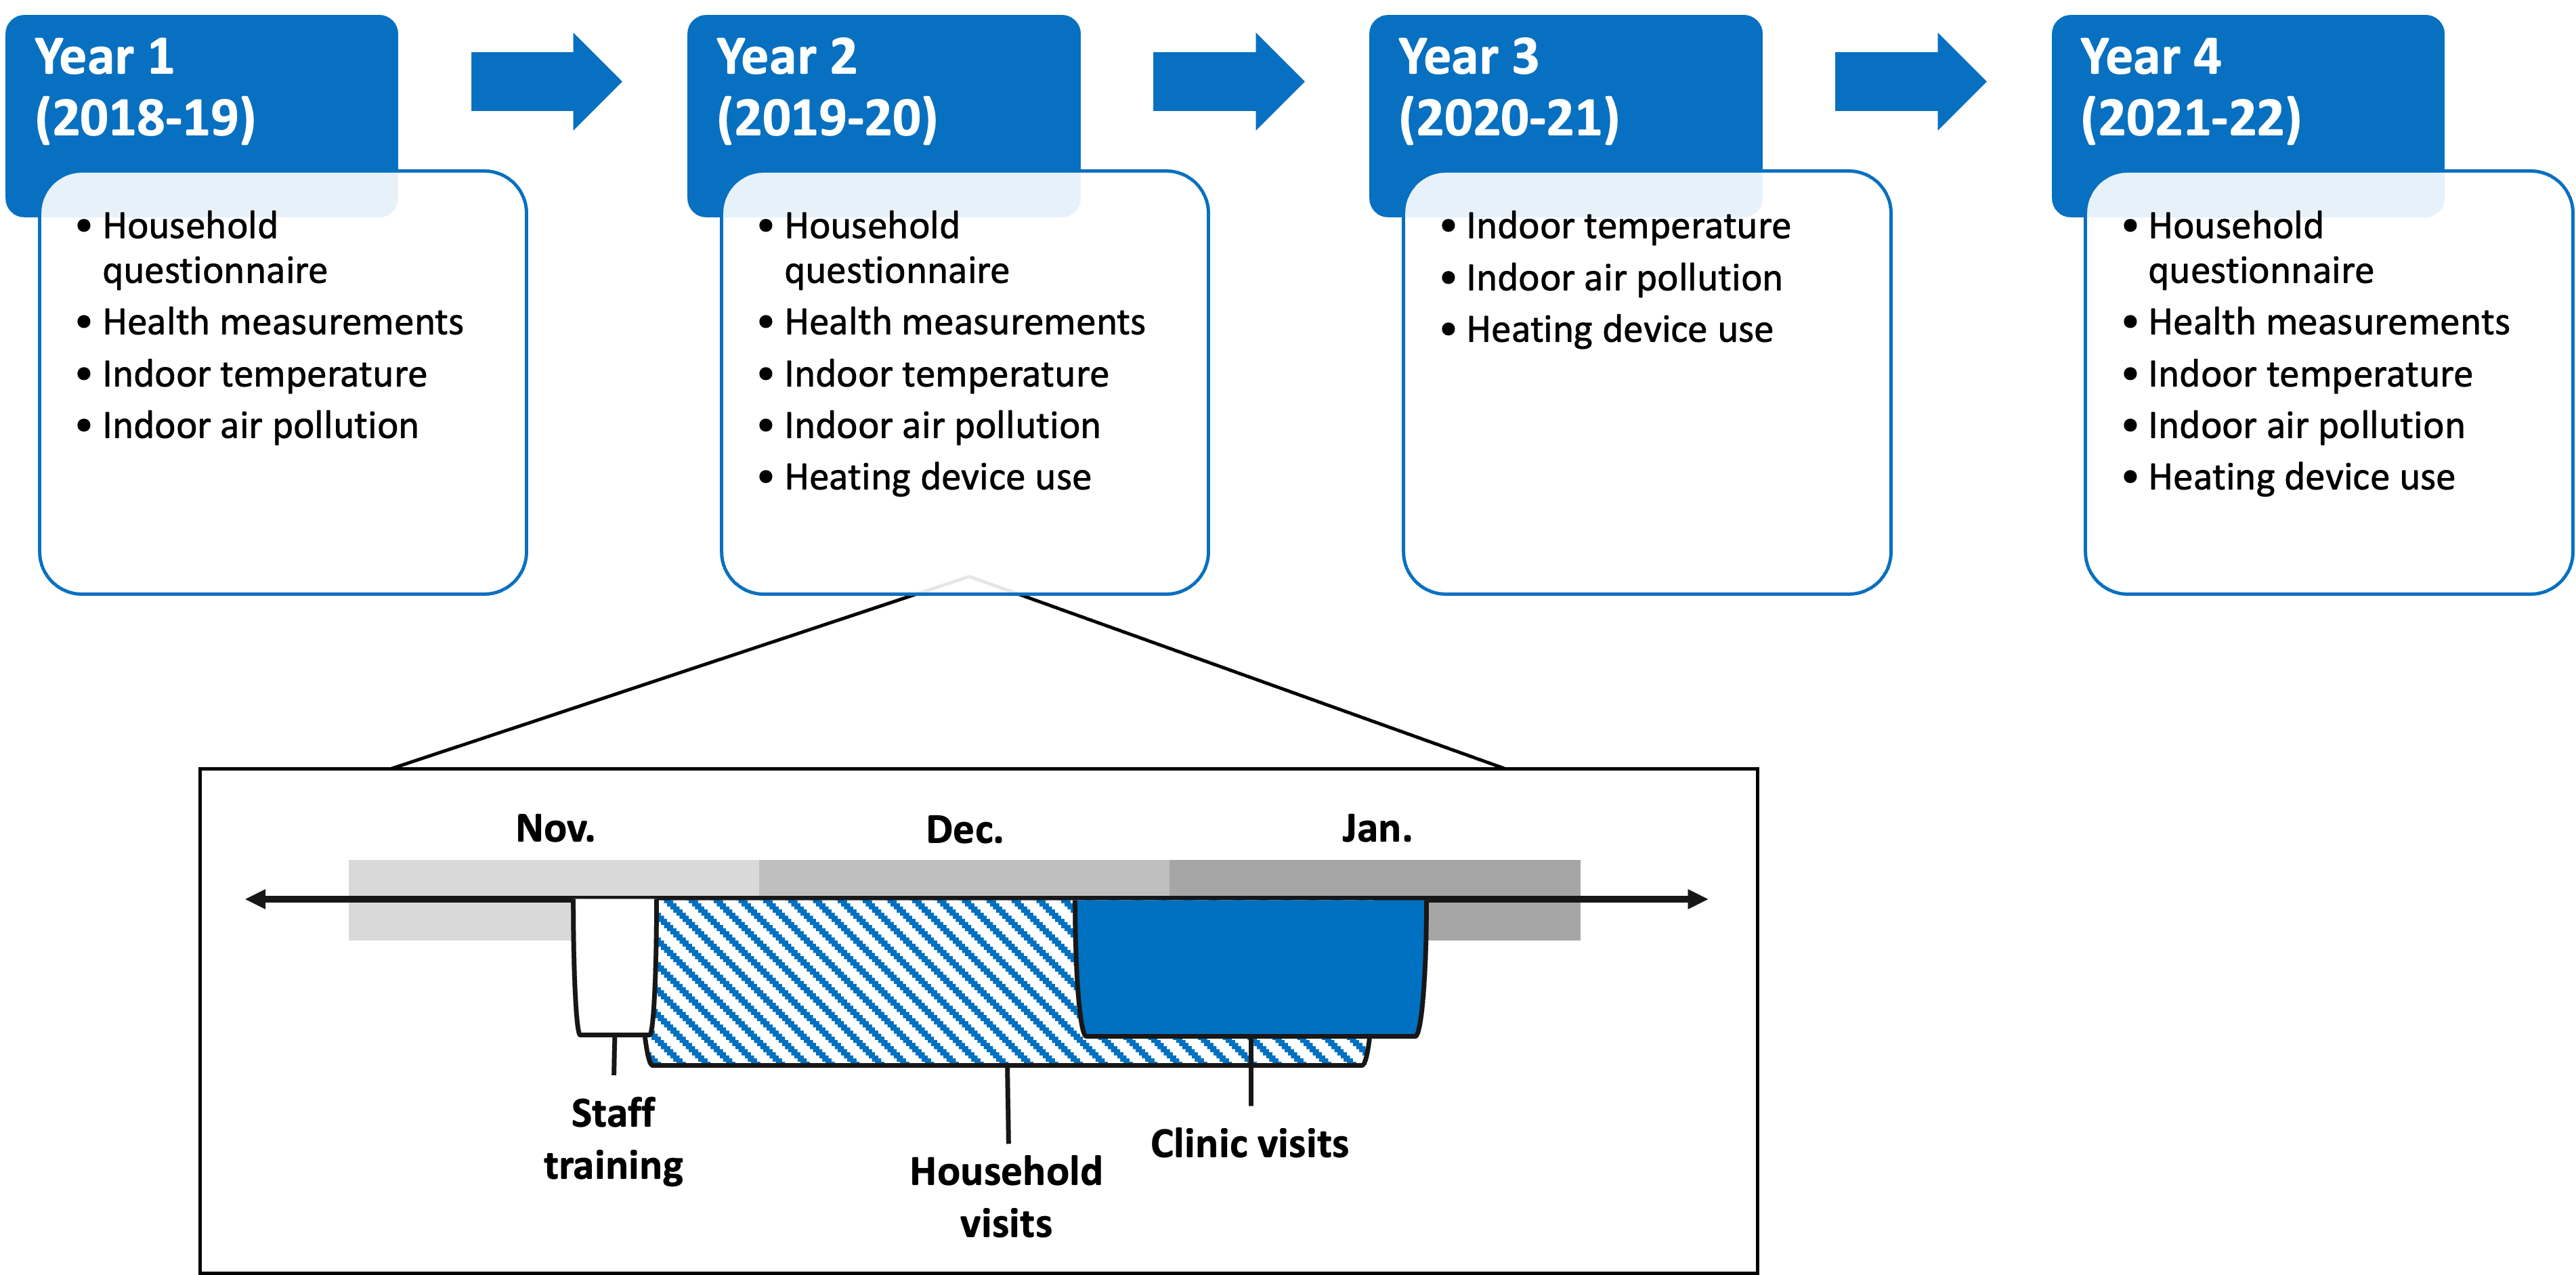 Year 1
(2018-19)
• Household
questionnaire
• Health measurements
• Indoor temperature
• Indoor air pollution
Year 2
(2019-20)
• Household
questionnaire
• Health measurements
• Indoor temperature
• Indoor air pollution
• Heating device use
Year 3
(2020-21)
• Indoor temperature
• Indoor air pollution
• Heating device use
Year 4
(2021-22)
• Household
questionnaire
• Health measurements
• Indoor temperature
• Indoor air pollution
• Heating device use
Nov.
Dec.
Jan.
Staff
training
Household
visits
Clinic visits